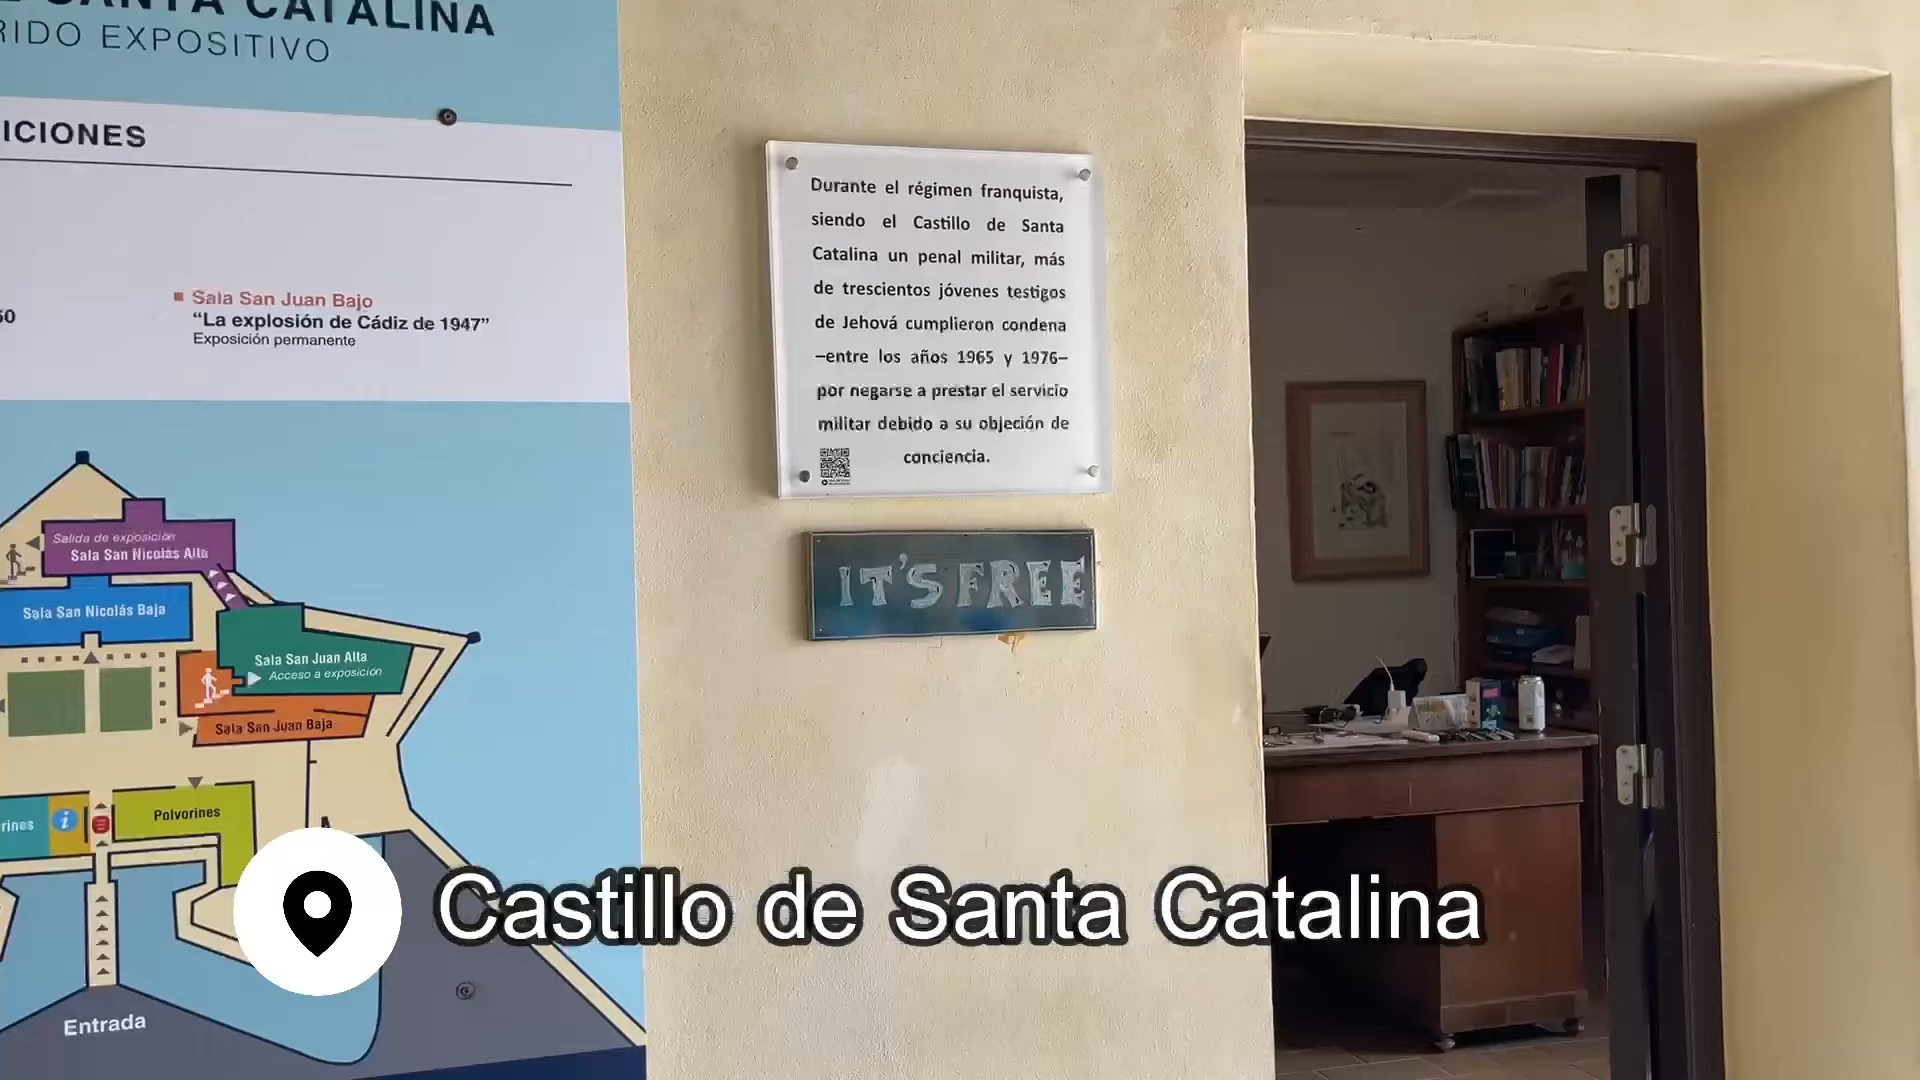 SANTA CATALINA
RIDO EXPOSITIVO
ICIONES
Sala San Juan Bajo
“La explosión de Cádiz de 1947”
Exposición permanente
Salida de exposición
Sala San Nicolás Alta
Sala San Nicolás Baja
Sala San Juan Alta
Acceso a exposición
Sala San Juan Baja
Polvorines
rines
Entrada
Durante el régimen franquista,
siendo el Castillo de Santa
Catalina un penal militar, más
de trescientos jóvenes testigos
de Jehová cumplieron condena
–entre los años 1965 y 1976–
por negarse a prestar el servicio
militar debido a su objeción de
conciencia.
IT'S FREE
Castillo de Santa Catalina